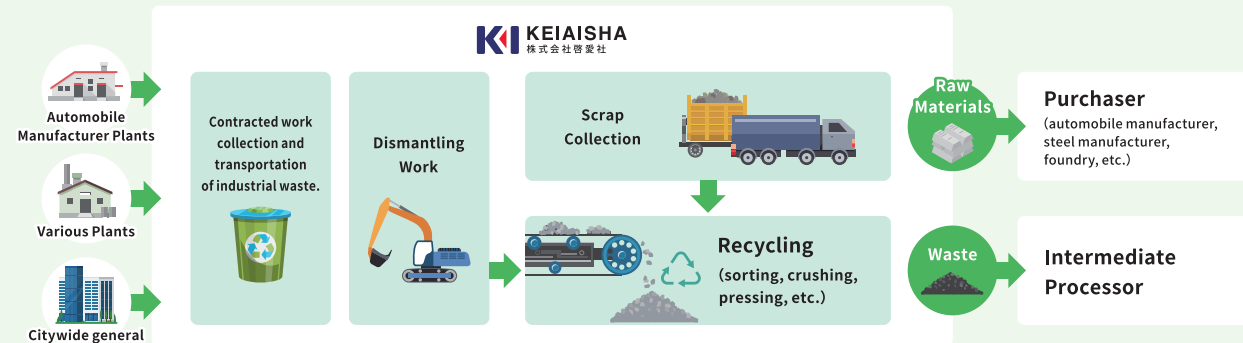 KEIAISHA
株式会社啓愛社
Automobile
Manufacturer Plants
Various Plants
Citywide general
Contracted work
collection and
transportation
of industrial waste.
Dismantling
Work
Scrap
Collection
Recycling
(sorting, crushing,
pressing, etc.)
Raw
Materials
Purchaser
(automobile manufacturer,
steel manufacturer,
foundry, etc.)
Waste
Intermediate
Processor